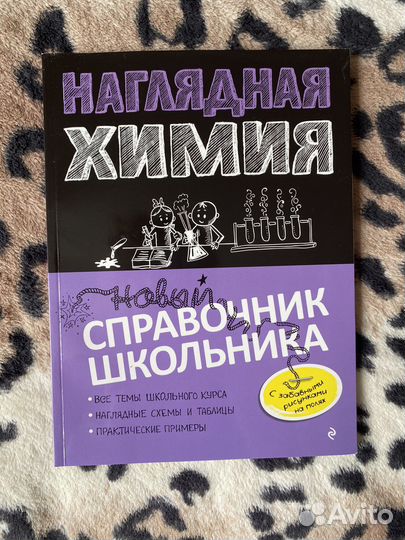 НАГЛЯДНАЯ
ХИМИЯ
Новый
СПРАВОЧНИК
ШКОЛЬНИКА
• ВСЕ ТЕМЫ ШКОЛЬНОГО КУРСА
• НАГЛЯДНЫЕ СХЕМЫ И ТАБЛИЦЫ
• ПРАКТИЧЕСКИЕ ПРИМЕРЫ
С забавными
рисунками
на полях
Avito